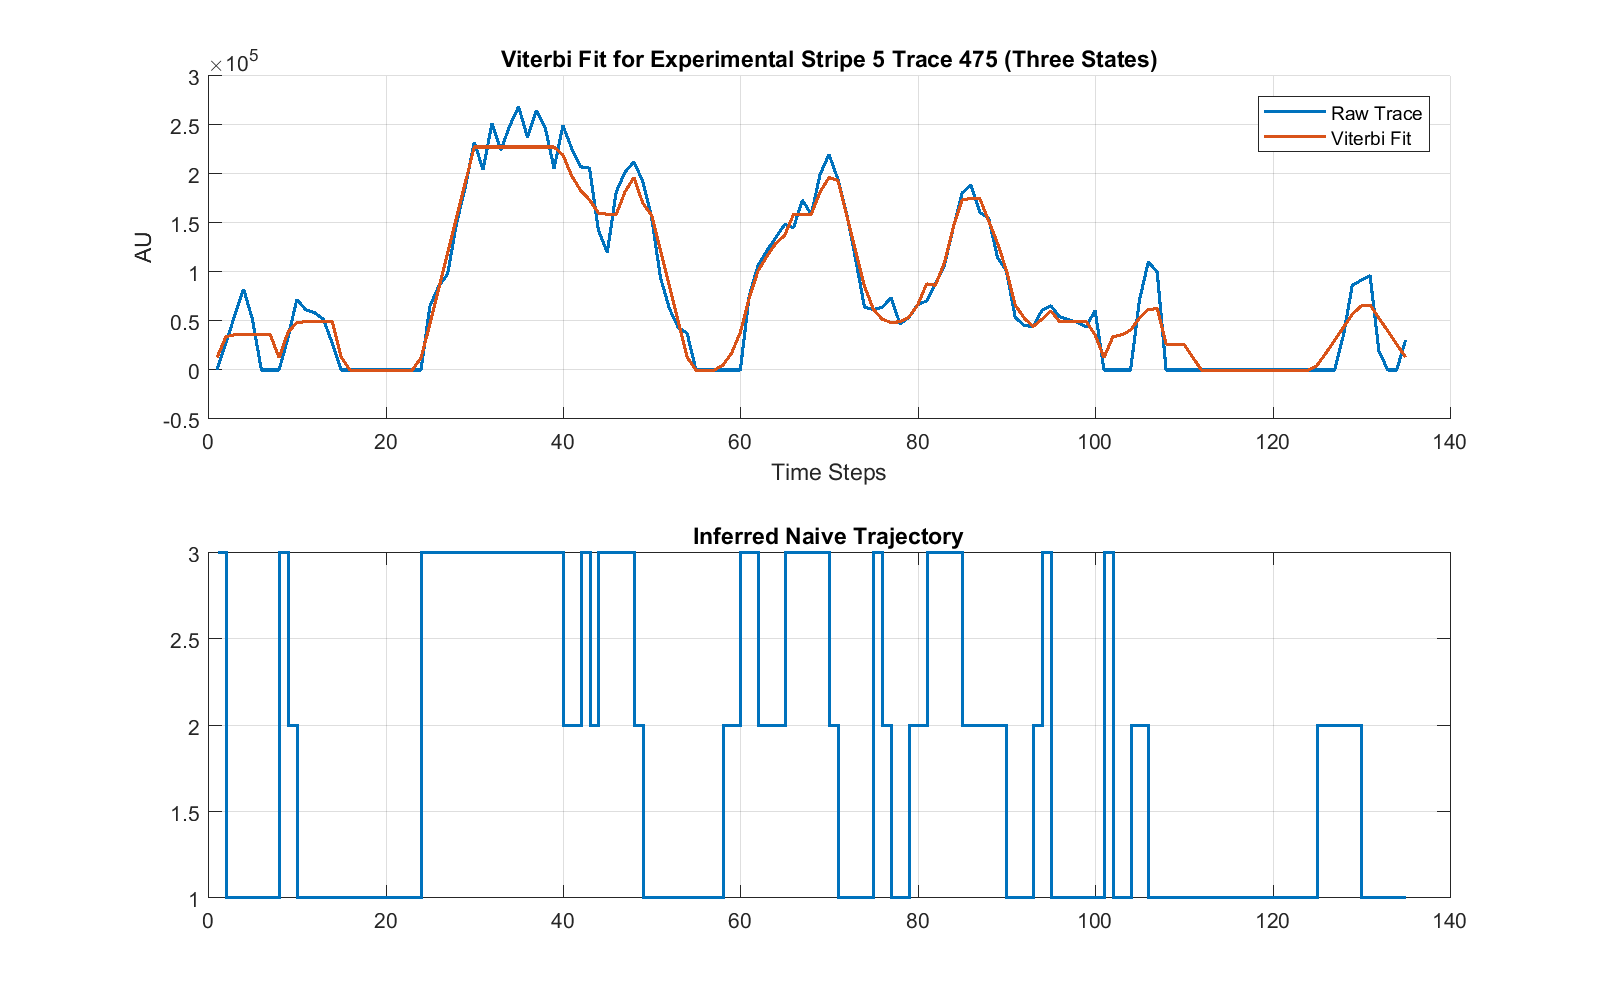 Viterbi Fit for Experimental Stripe 5 Trace 475 (Three States)
×10^5
3
2.5
2
1.5
1
0.5
0
-0.5
AU
Raw Trace
Viterbi Fit
0 20 40 60 80 100 120 140
Time Steps
Inferred Naive Trajectory
3
2.5
2
1.5
1
0 20 40 60 80 100 120 140